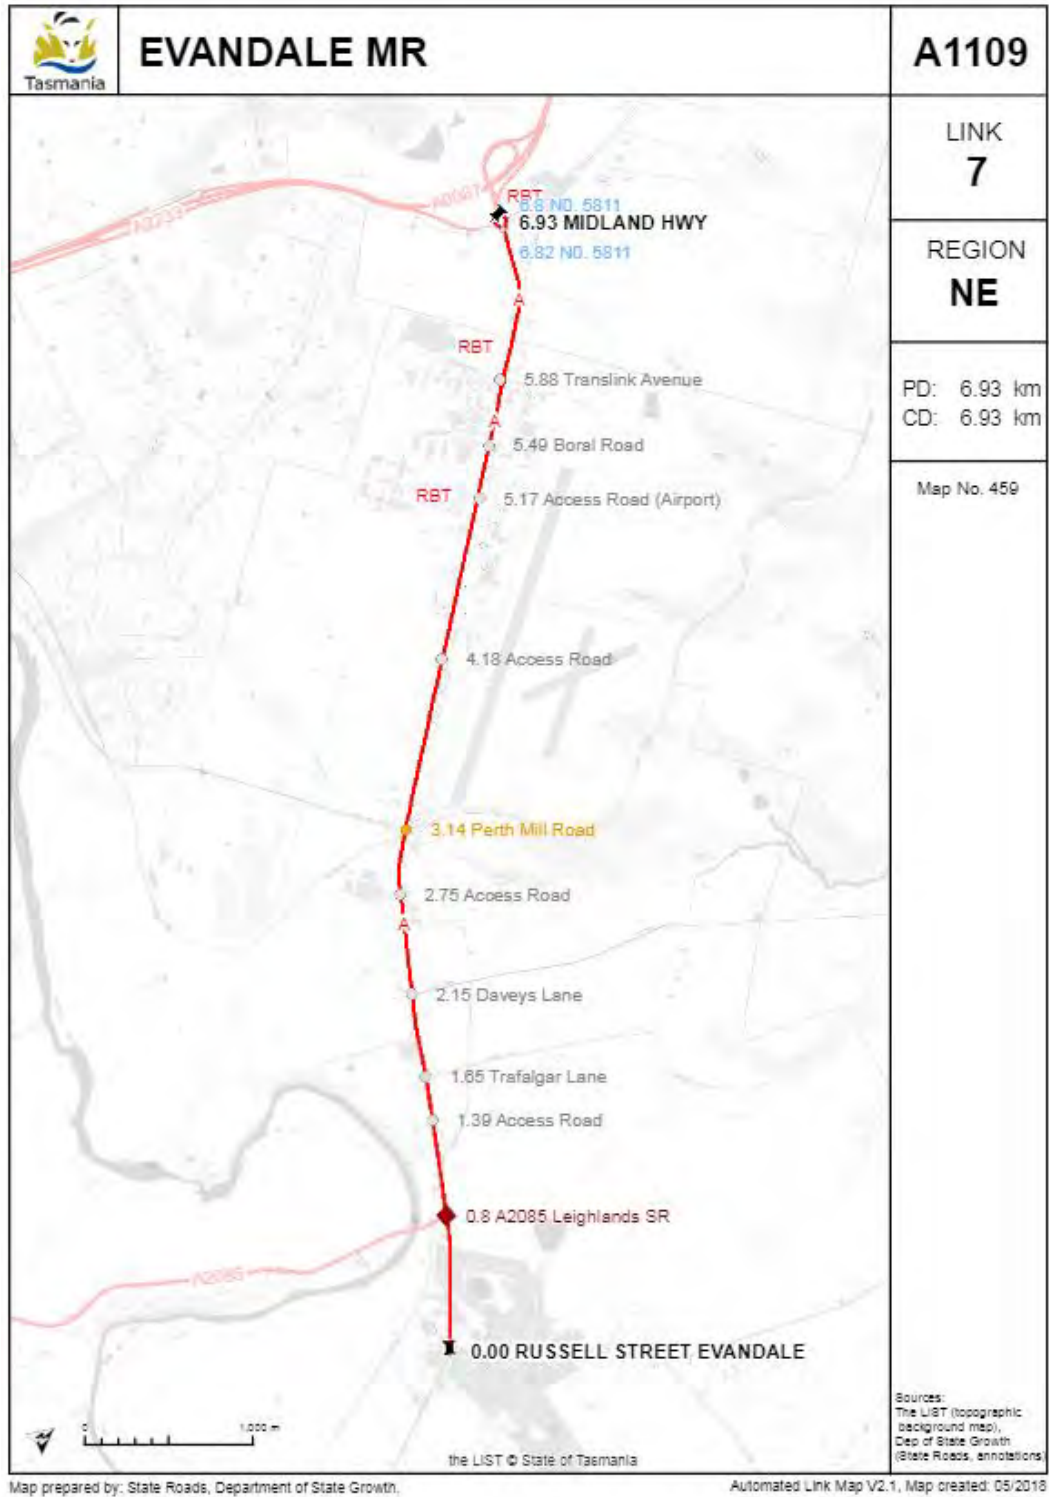 Tasmania
EVANDALE MR
A1109
LINK
7
REGION
NE
PD: 6.93 km
CD: 6.93 km
Map No. 459
A0087
RBT
6.8 N0. 5811
6.93 MIDLAND HWY
6.82 N0. 5811
A
RBT
5.88 Translink Avenue
A
5.49 Boral Road
RBT
5.17 Access Road (Airport)
4.18 Access Road
3.14 Perth Mill Road
2.75 Access Road
A
2.15 Daveys Lane
1.65 Trafalgar Lane
1.39 Access Road
0.8 A2085 Leighlands SR
A2085
0.00 RUSSELL STREET EVANDALE
0 1,000 m
the LIST © State of Tasmania
Sources:
The LIST (topographic
background map),
Dep of State Growth
(State Roads, annotations)
Map prepared by: State Roads, Department of State Growth.
Automated Link Map V2.1, Map created: 05/2018